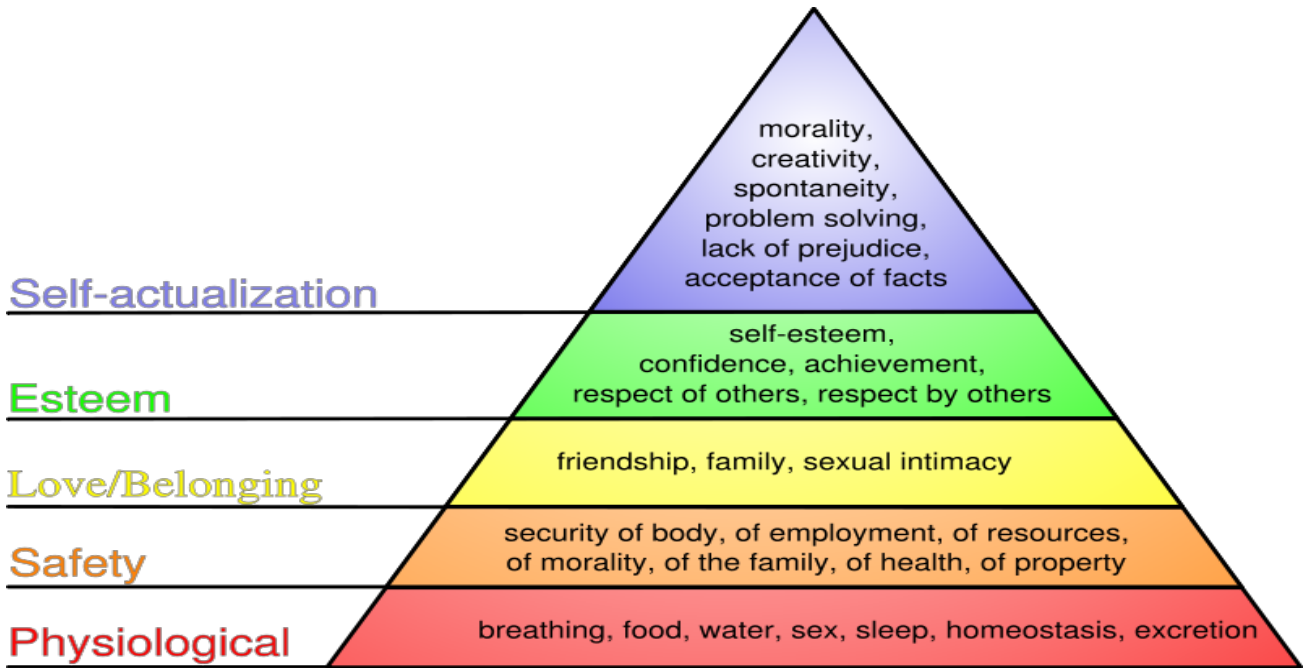 morality,
creativity,
spontaneity,
problem solving,
lack of prejudice,
acceptance of facts
Self-actualization
self-esteem,
confidence, achievement,
respect of others, respect by others
Esteem
friendship, family, sexual intimacy
Love/Belonging
security of body, of employment, of resources,
of morality, of the family, of health, of property
Safety
breathing, food, water, sex, sleep, homeostasis, excretion
Physiological